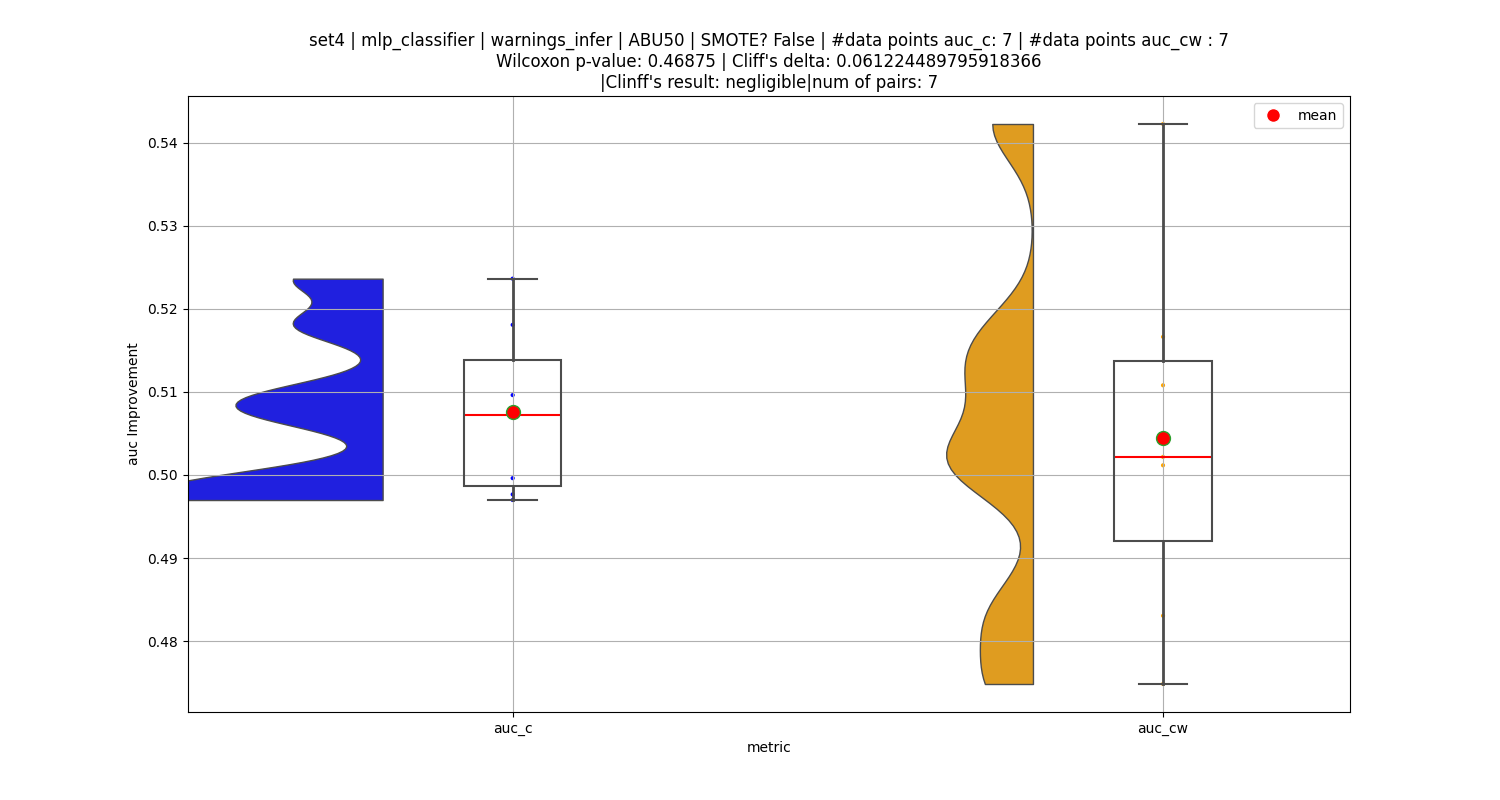 set4 | mlp_classifier | warnings_infer | ABU50 | SMOTE? False | #data points auc_c: 7 | #data points auc_cw : 7
Wilcoxon p-value: 0.46875 | Cliff's delta: 0.061224489795918366
|Clinff's result: negligible|num of pairs: 7
mean
0.54
0.53
0.52
0.51
0.50
0.49
0.48
auc Improvement
auc_c
auc_cw
metric